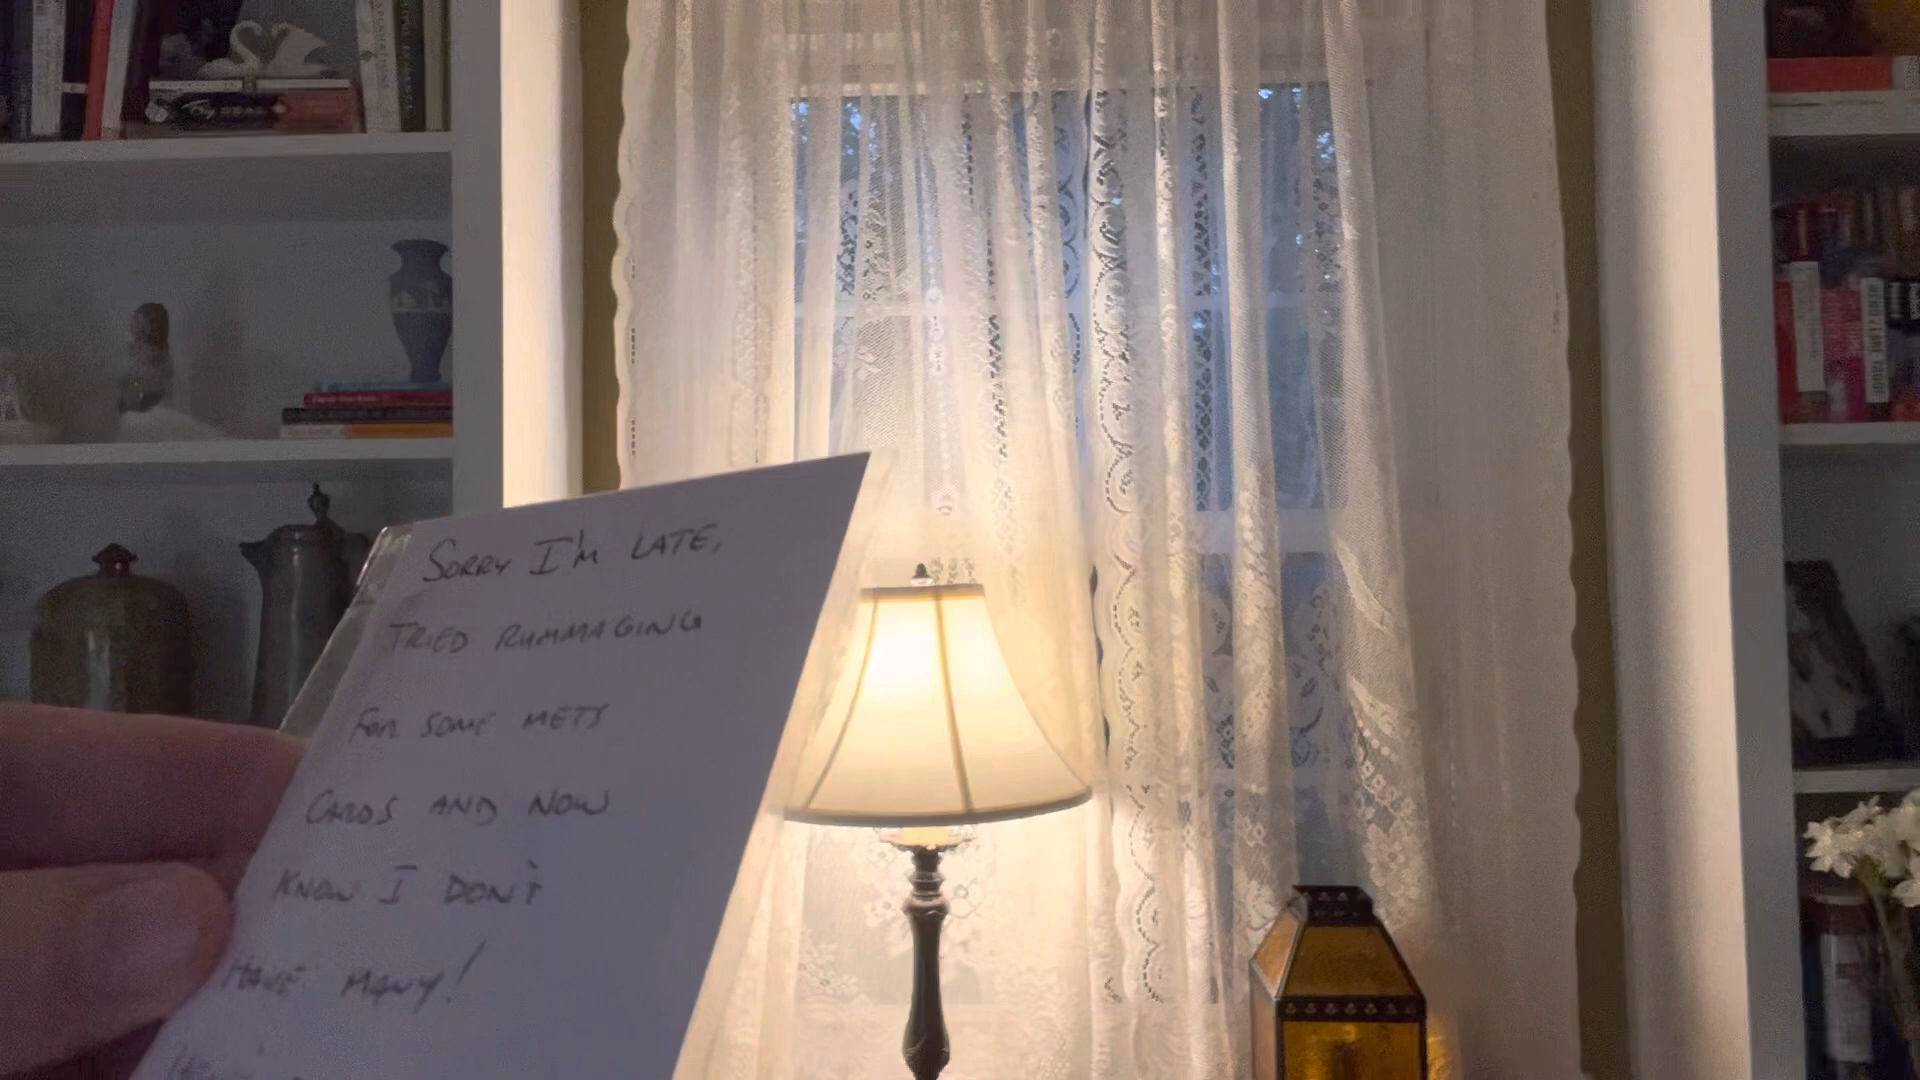 SORRY I'M LATE,
TRIED RUMMAGING
FOR SOME METS
CARDS AND NOW
KNOW I DON'T
HAVE MANY!